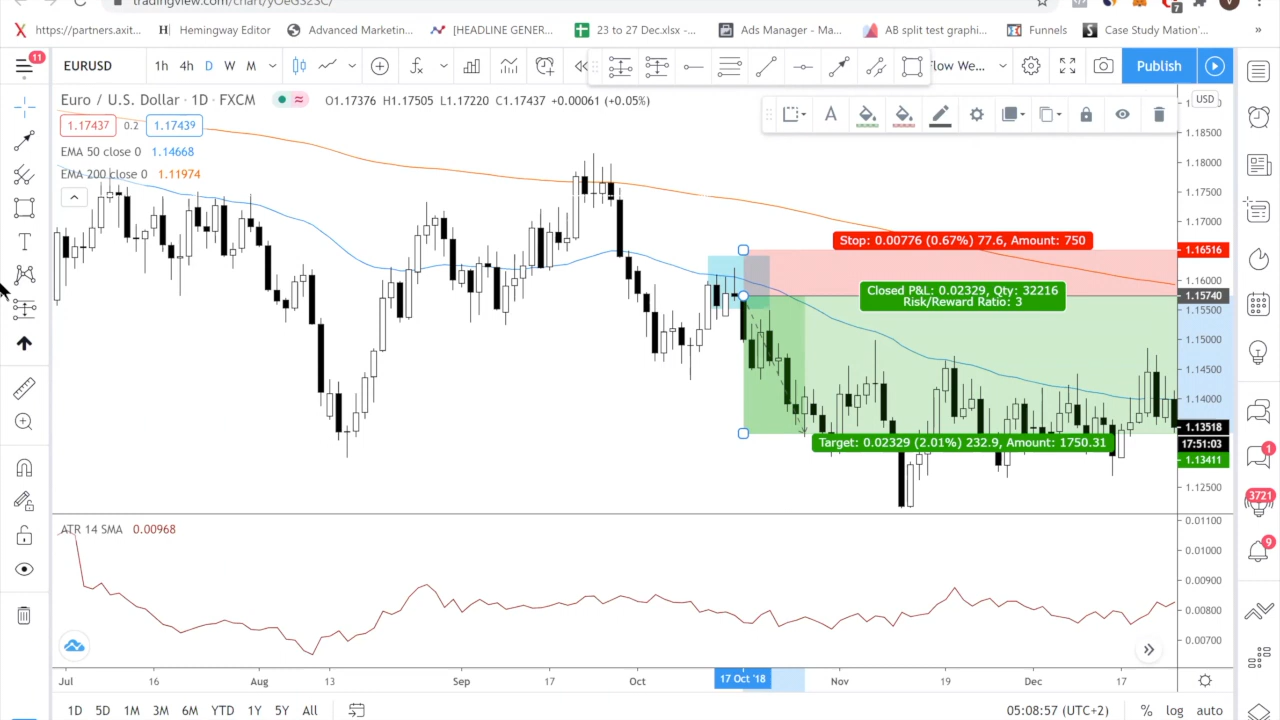 tradingview.com/chart/yOeGS2SC/
7
https://partners.axit...
Hemingway Editor
Advanced Marketin...
[HEADLINE GENER...
23 to 27 Dec.xlsx -...
Ads Manager - Ma...
AB split test graphi...
Funnels
Case Study Mation'...
»
11
EURUSD
1h 4h D W M
flow We...
Publish
Euro / U.S. Dollar · 1D · FXCM
O1.17376 H1.17505 L1.17220 C1.17437 +0.00061 (+0.05%)
USD
1.17437 0.2 1.17439
EMA 50 close 0 1.14668
EMA 200 close 0 1.11974
1.18500
1.18000
1.17500
1.17000
Stop: 0.00776 (0.67%) 77.6, Amount: 750
1.16516
1.16000
Closed P&L: 0.02329, Qty: 32216
Risk/Reward Ratio: 3
1.15740
1.15500
1.15000
1.14500
1.14000
1.13518
Target: 0.02329 (2.01%) 232.9, Amount: 1750.31
17:51:03
1.13411
1.12500
1
3721
9
ATR 14 SMA 0.00968
0.01100
0.01000
0.00900
0.00800
0.00700
Jul 16 Aug 13 Sep 17 Oct 17 Oct '18 Nov 19 Dec 17
1D 5D 1M 3M 6M YTD 1Y 5Y All
05:08:57 (UTC+2)
% log auto